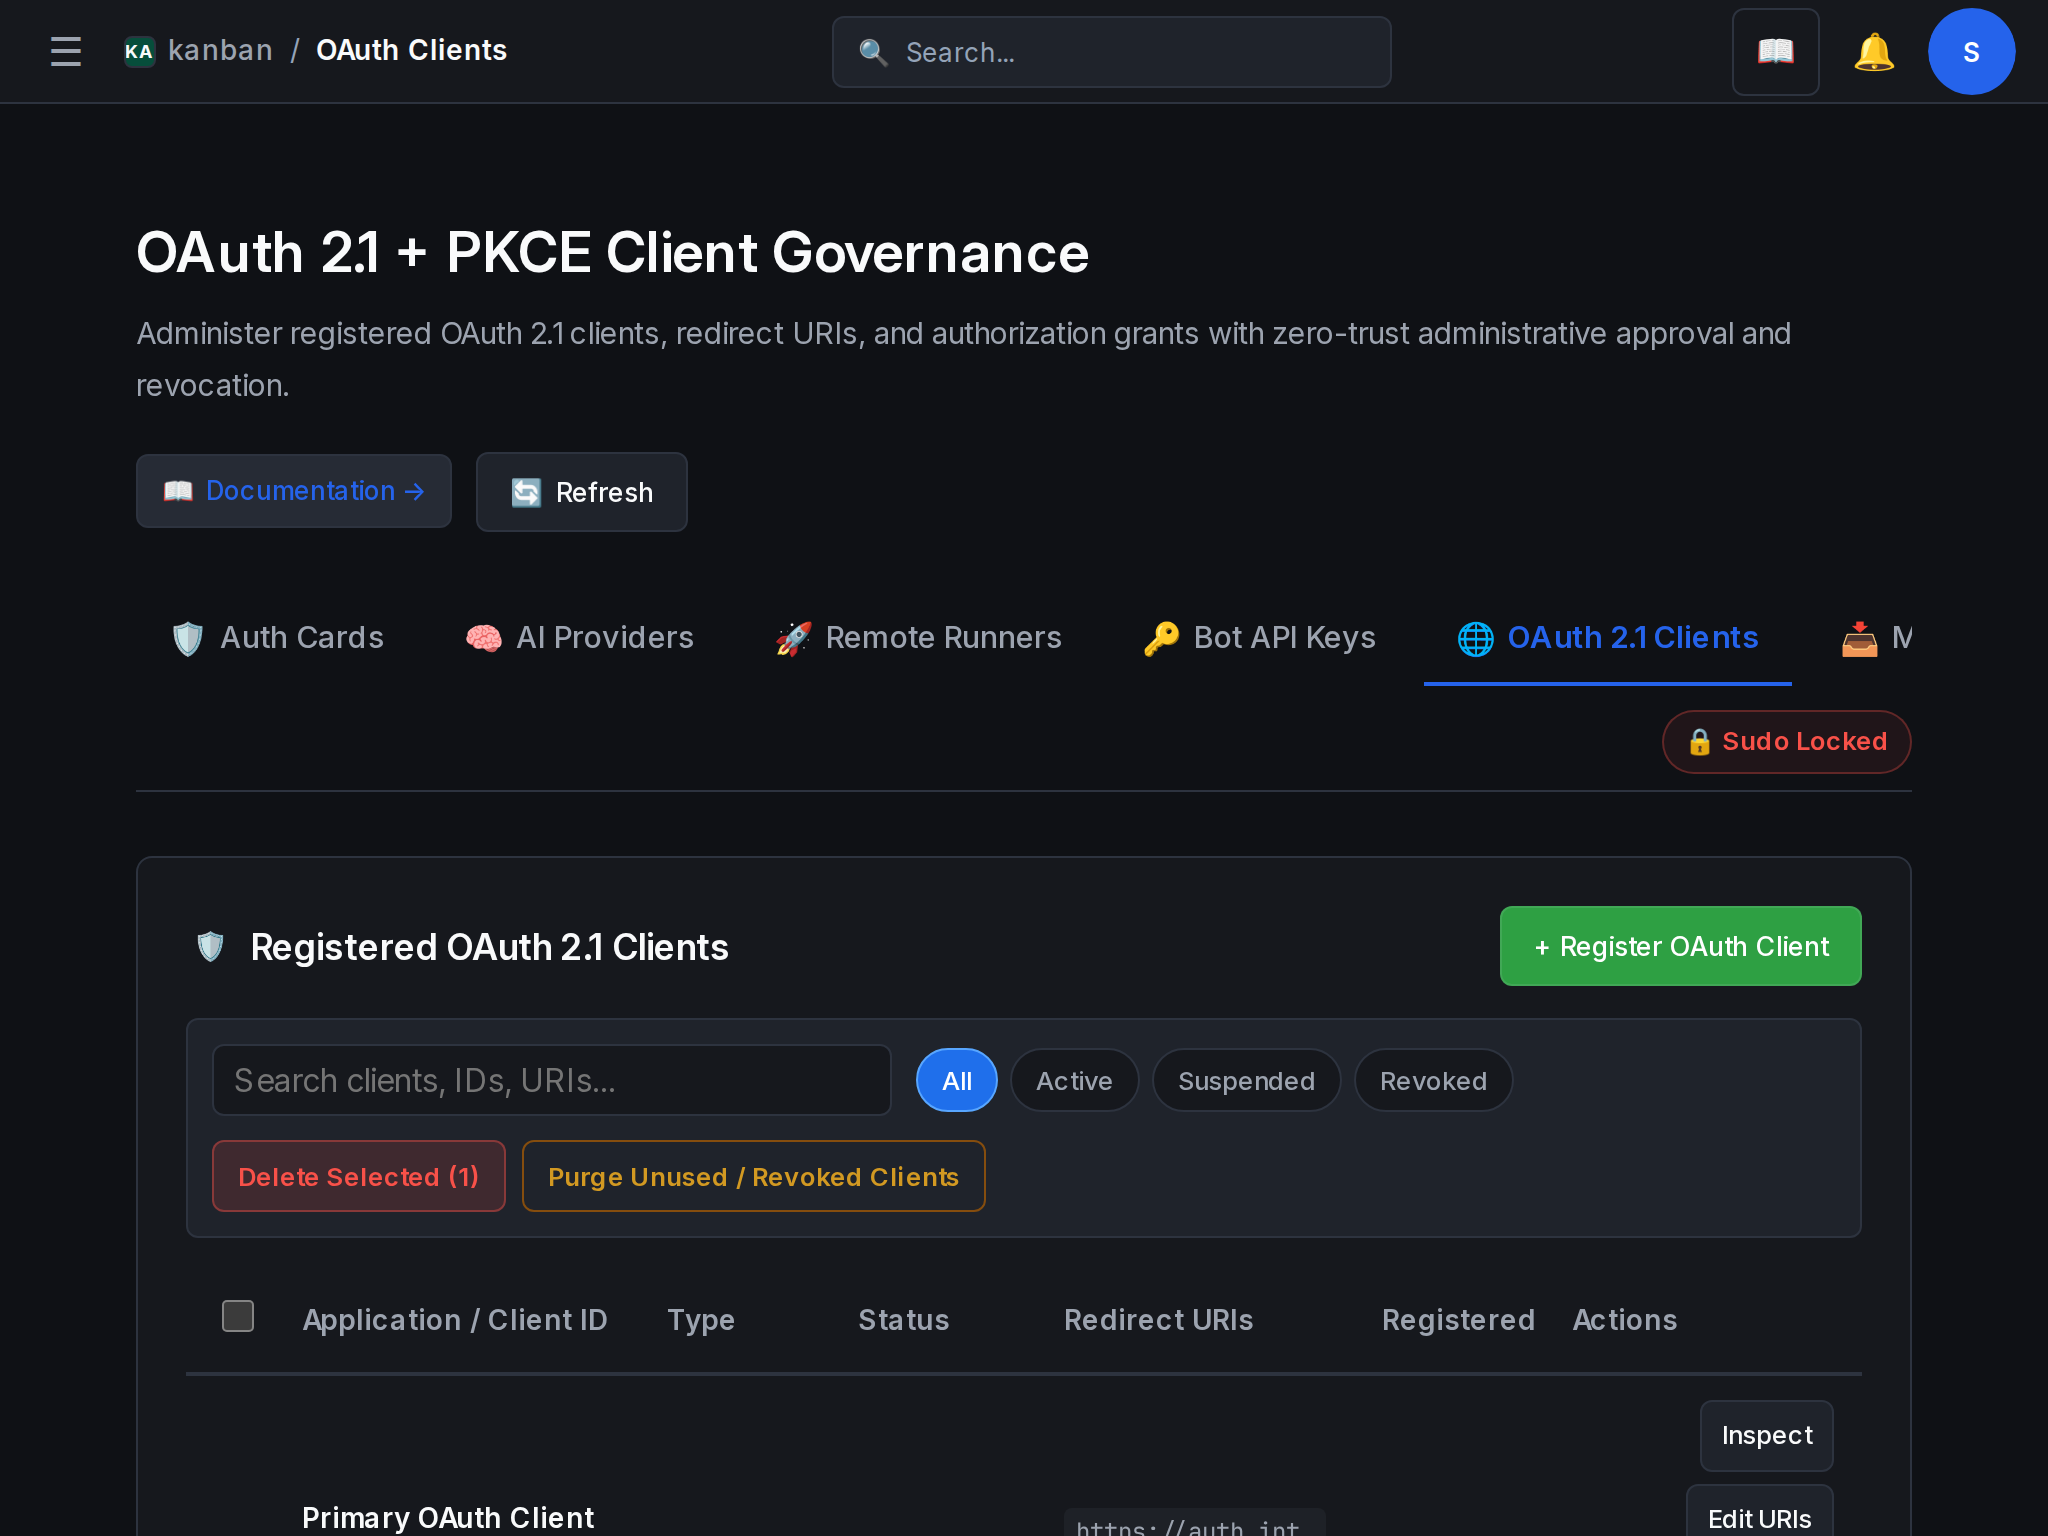 KA kanban / OAuth Clients
Search...
S
OAuth 2.1 + PKCE Client Governance
Administer registered OAuth 2.1 clients, redirect URIs, and authorization grants with zero-trust administrative approval and
revocation.
Documentation →
Refresh
Auth Cards
AI Providers
Remote Runners
Bot API Keys
OAuth 2.1 Clients
Sudo Locked
Registered OAuth 2.1 Clients
+ Register OAuth Client
Search clients, IDs, URIs...
All
Active
Suspended
Revoked
Delete Selected (1)
Purge Unused / Revoked Clients
Application / Client ID
Type
Status
Redirect URIs
Registered
Actions
Inspect
Primary OAuth Client
https://auth.int
Edit URIs